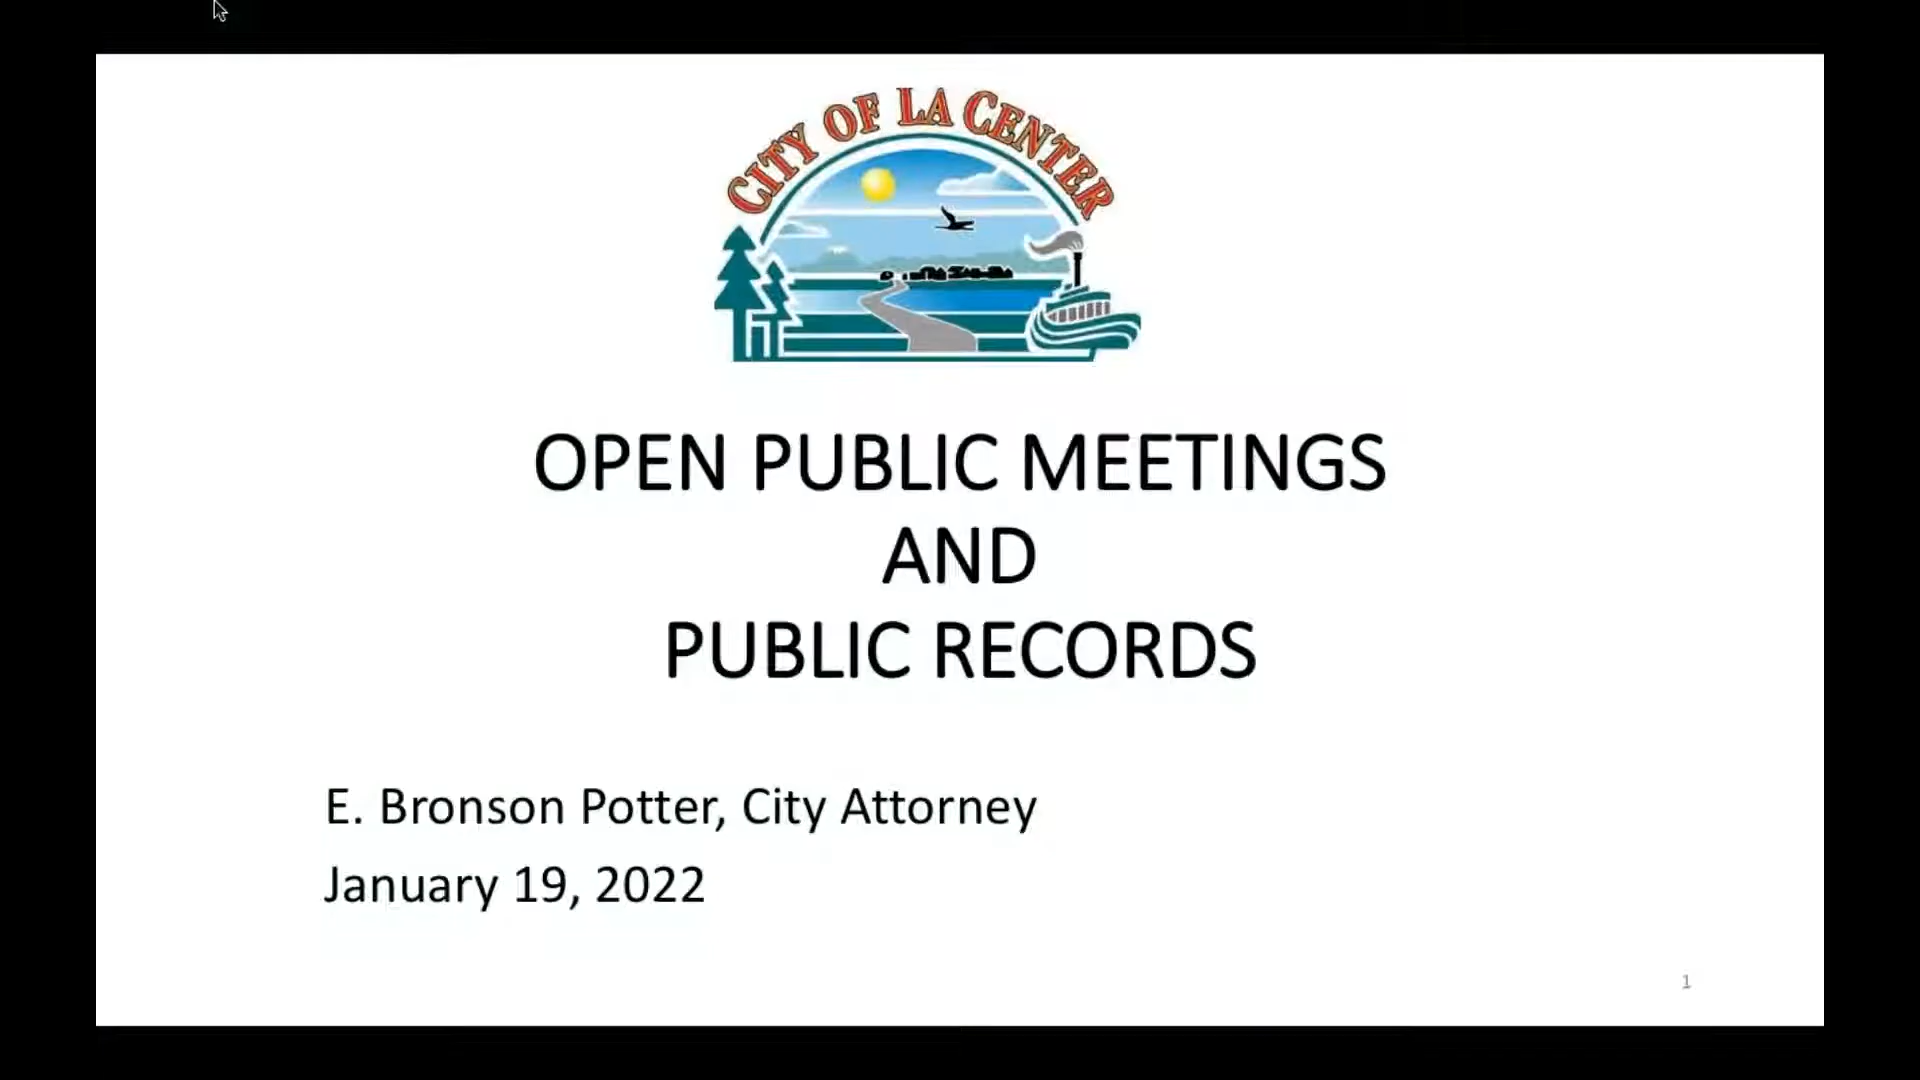 CITY OF LA CENTER
OPEN PUBLIC MEETINGS
AND
PUBLIC RECORDS
E. Bronson Potter, City Attorney
January 19, 2022
1